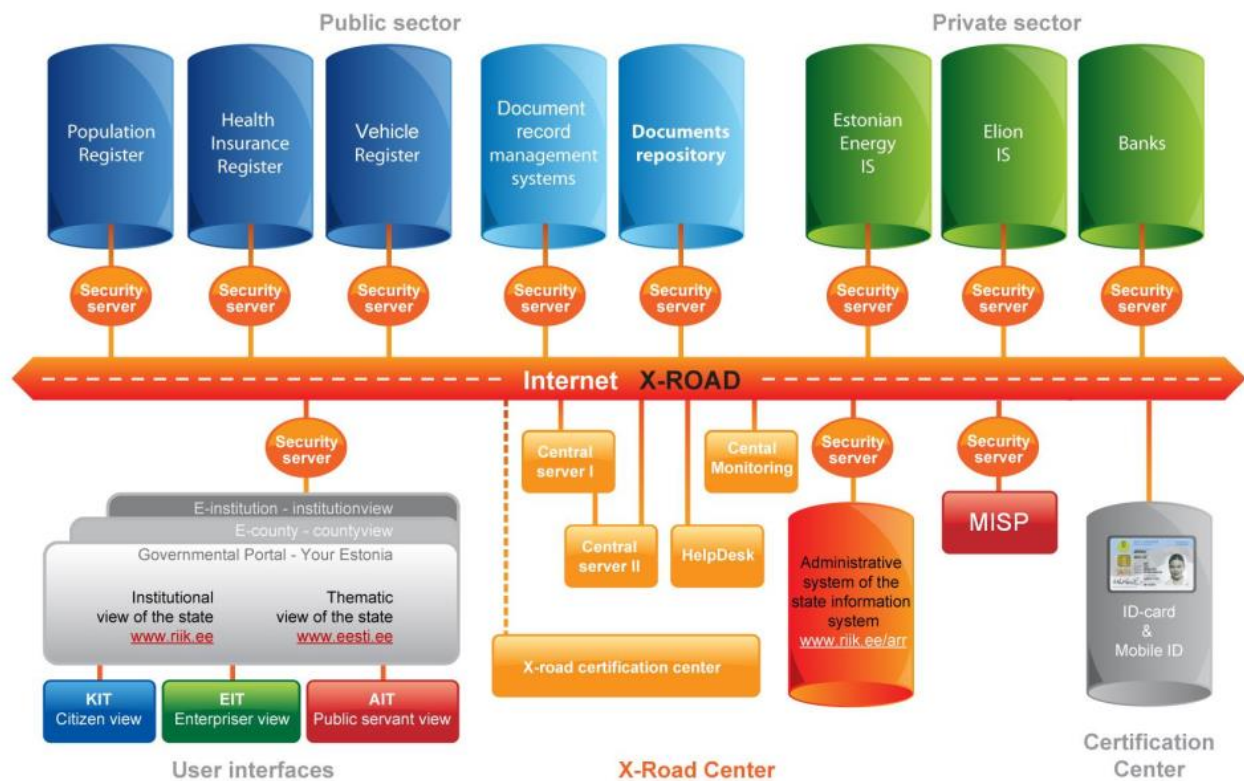 Public sector
Private sector
Population
Register
Health
Insurance
Register
Vehicle
Register
Document
record
management
systems
Documents
repository
Estonian
Energy
IS
Elion
IS
Banks
Security
server
Security
server
Security
server
Security
server
Security
server
Security
server
Security
server
Security
server
Internet X-ROAD
Security
server
E-institution - institutionview
E-county - countyview
Governmental Portal - Your Estonia
Institutional
view of the state
www.riik.ee
Thematic
view of the state
www.eesti.ee
KIT
Citizen view
EIT
Enterpriser view
AIT
Public servant view
User interfaces
Central
server I
Central
server II
HelpDesk
Cental
Monitoring
X-road certification center
Security
server
Administrative
system of the
state information
system
www.riik.ee/arr
X-Road Center
Security
server
MISP
ID-card
&
Mobile ID
Certification
Center